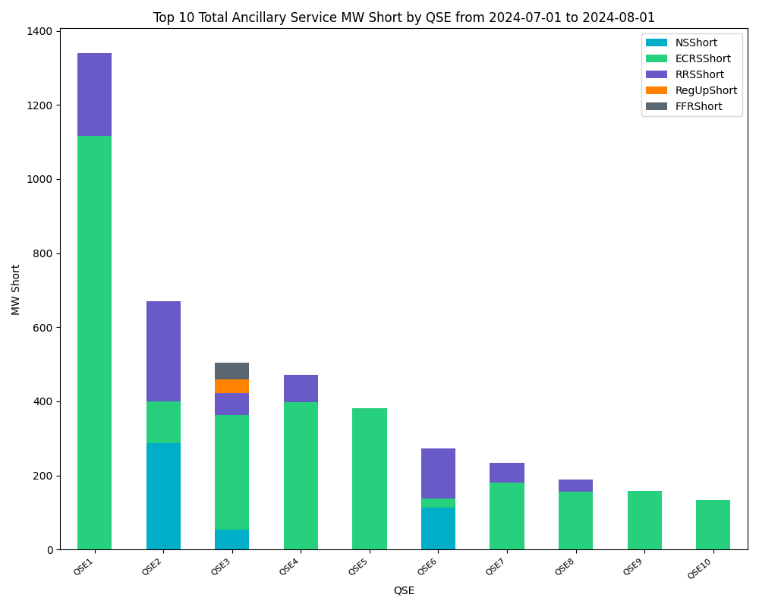 Top 10 Total Ancillary Service MW Short by QSE from 2024-07-01 to 2024-08-01
NSShort
ECRSShort
RRSShort
RegUpShort
FFRShort
MW Short
1400
1200
1000
800
600
400
200
0
QSE1
QSE2
QSE3
QSE4
QSE5
QSE6
QSE7
QSE8
QSE9
QSE10
QSE